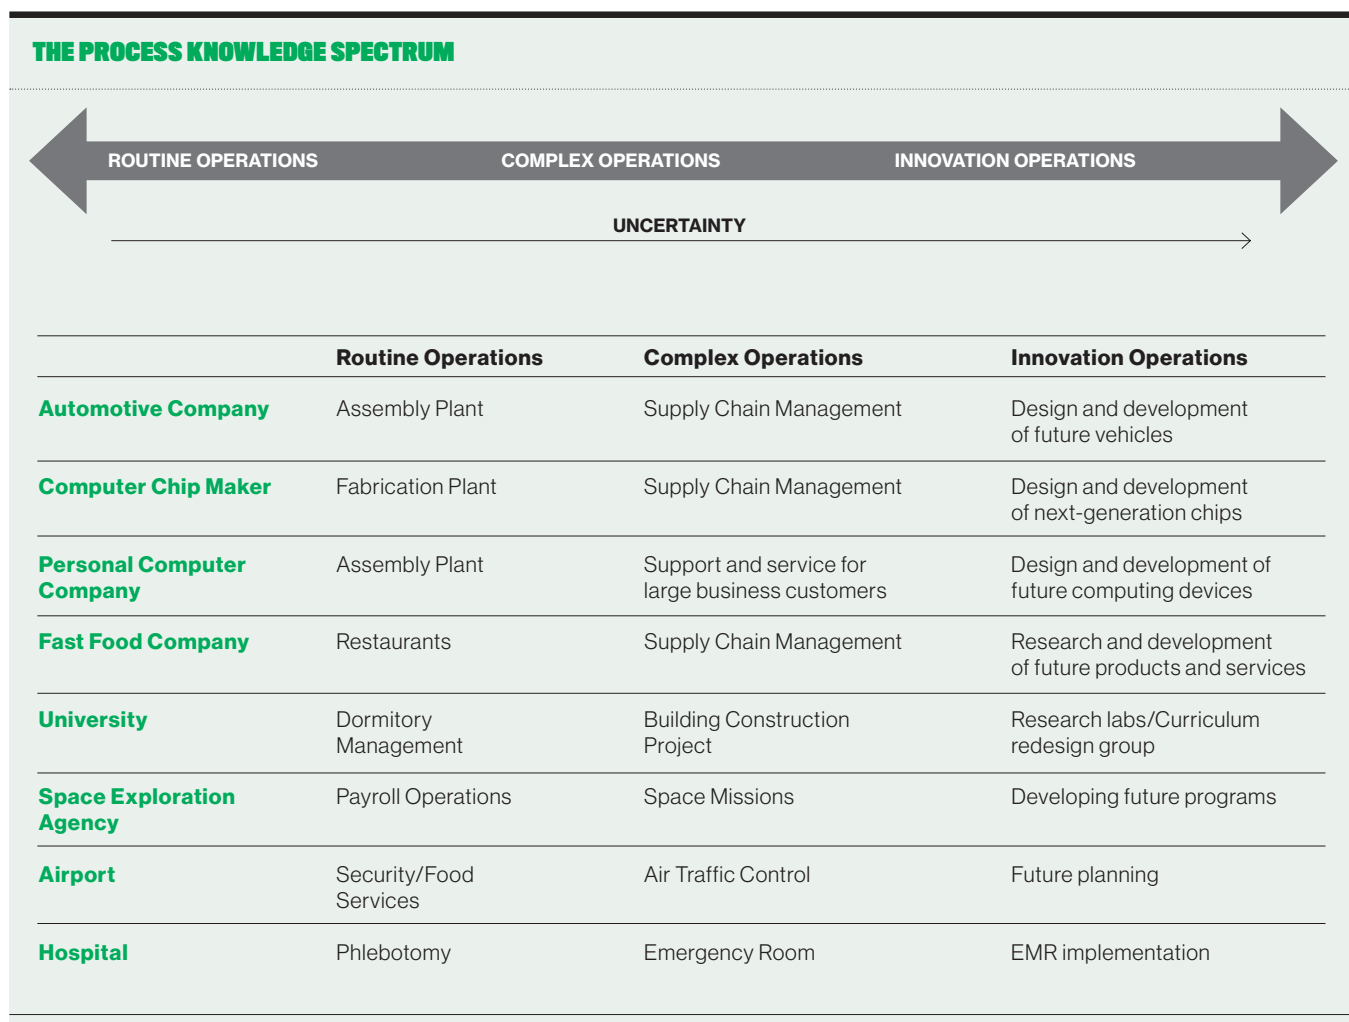 THE PROCESS KNOWLEDGE SPECTRUM
ROUTINE OPERATIONS COMPLEX OPERATIONS INNOVATION OPERATIONS
UNCERTAINTY
Routine Operations Complex Operations Innovation Operations
Automotive Company Assembly Plant Supply Chain Management Design and development
of future vehicles
Computer Chip Maker Fabrication Plant Supply Chain Management Design and development
of next-generation chips
Personal Computer Assembly Plant Support and service for Design and development of
Company large business customers future computing devices
Fast Food Company Restaurants Supply Chain Management Research and development
of future products and services
University Dormitory Building Construction Research labs/Curriculum
Management Project redesign group
Space Exploration Payroll Operations Space Missions Developing future programs
Agency
Airport Security/Food Air Traffic Control Future planning
Services
Hospital Phlebotomy Emergency Room EMR implementation